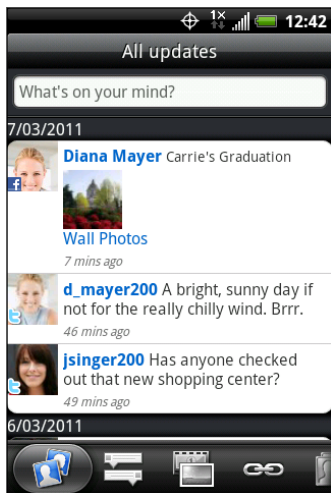 1X 12:42
All updates
What's on your mind?
7/03/2011
Diana Mayer Carrie's Graduation
Wall Photos
7 mins ago
d_mayer200 A bright, sunny day if
not for the really chilly wind. Brrr.
46 mins ago
jsinger200 Has anyone checked
out that new shopping center?
49 mins ago
6/03/2011